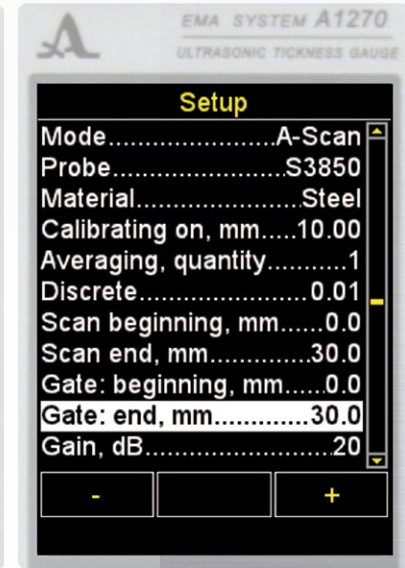 EMA SYSTEM A1270
ULTRASONIC TICKNESS GAUGE
Setup
Mode......................A-Scan
Probe.......................S3850
Material.......................Steel
Calibrating on, mm.....10.00
Averaging, quantity...........1
Discrete.......................0.01
Scan beginning, mm......0.0
Scan end, mm............30.0
Gate: beginning, mm......0.0
Gate: end, mm.............30.0
Gain, dB.........................20
- +